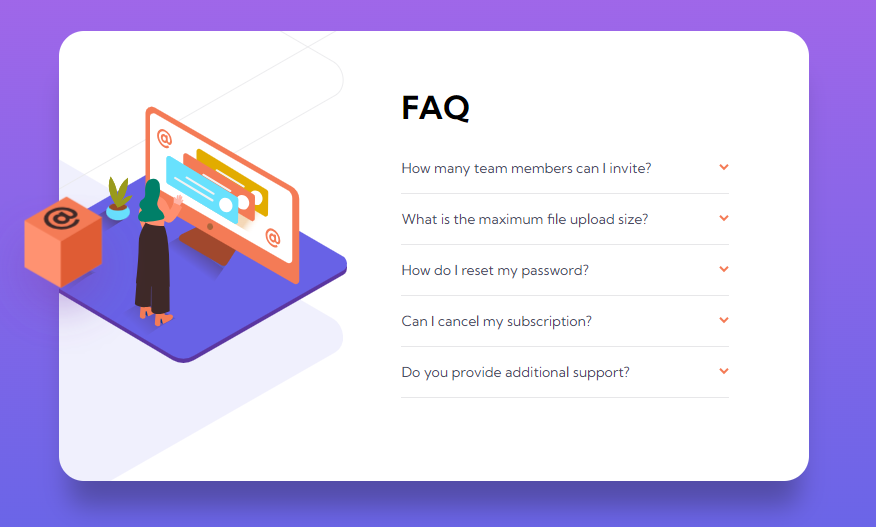 FAQ
How many team members can I invite?
What is the maximum file upload size?
How do I reset my password?
Can I cancel my subscription?
Do you provide additional support?
@
@
@